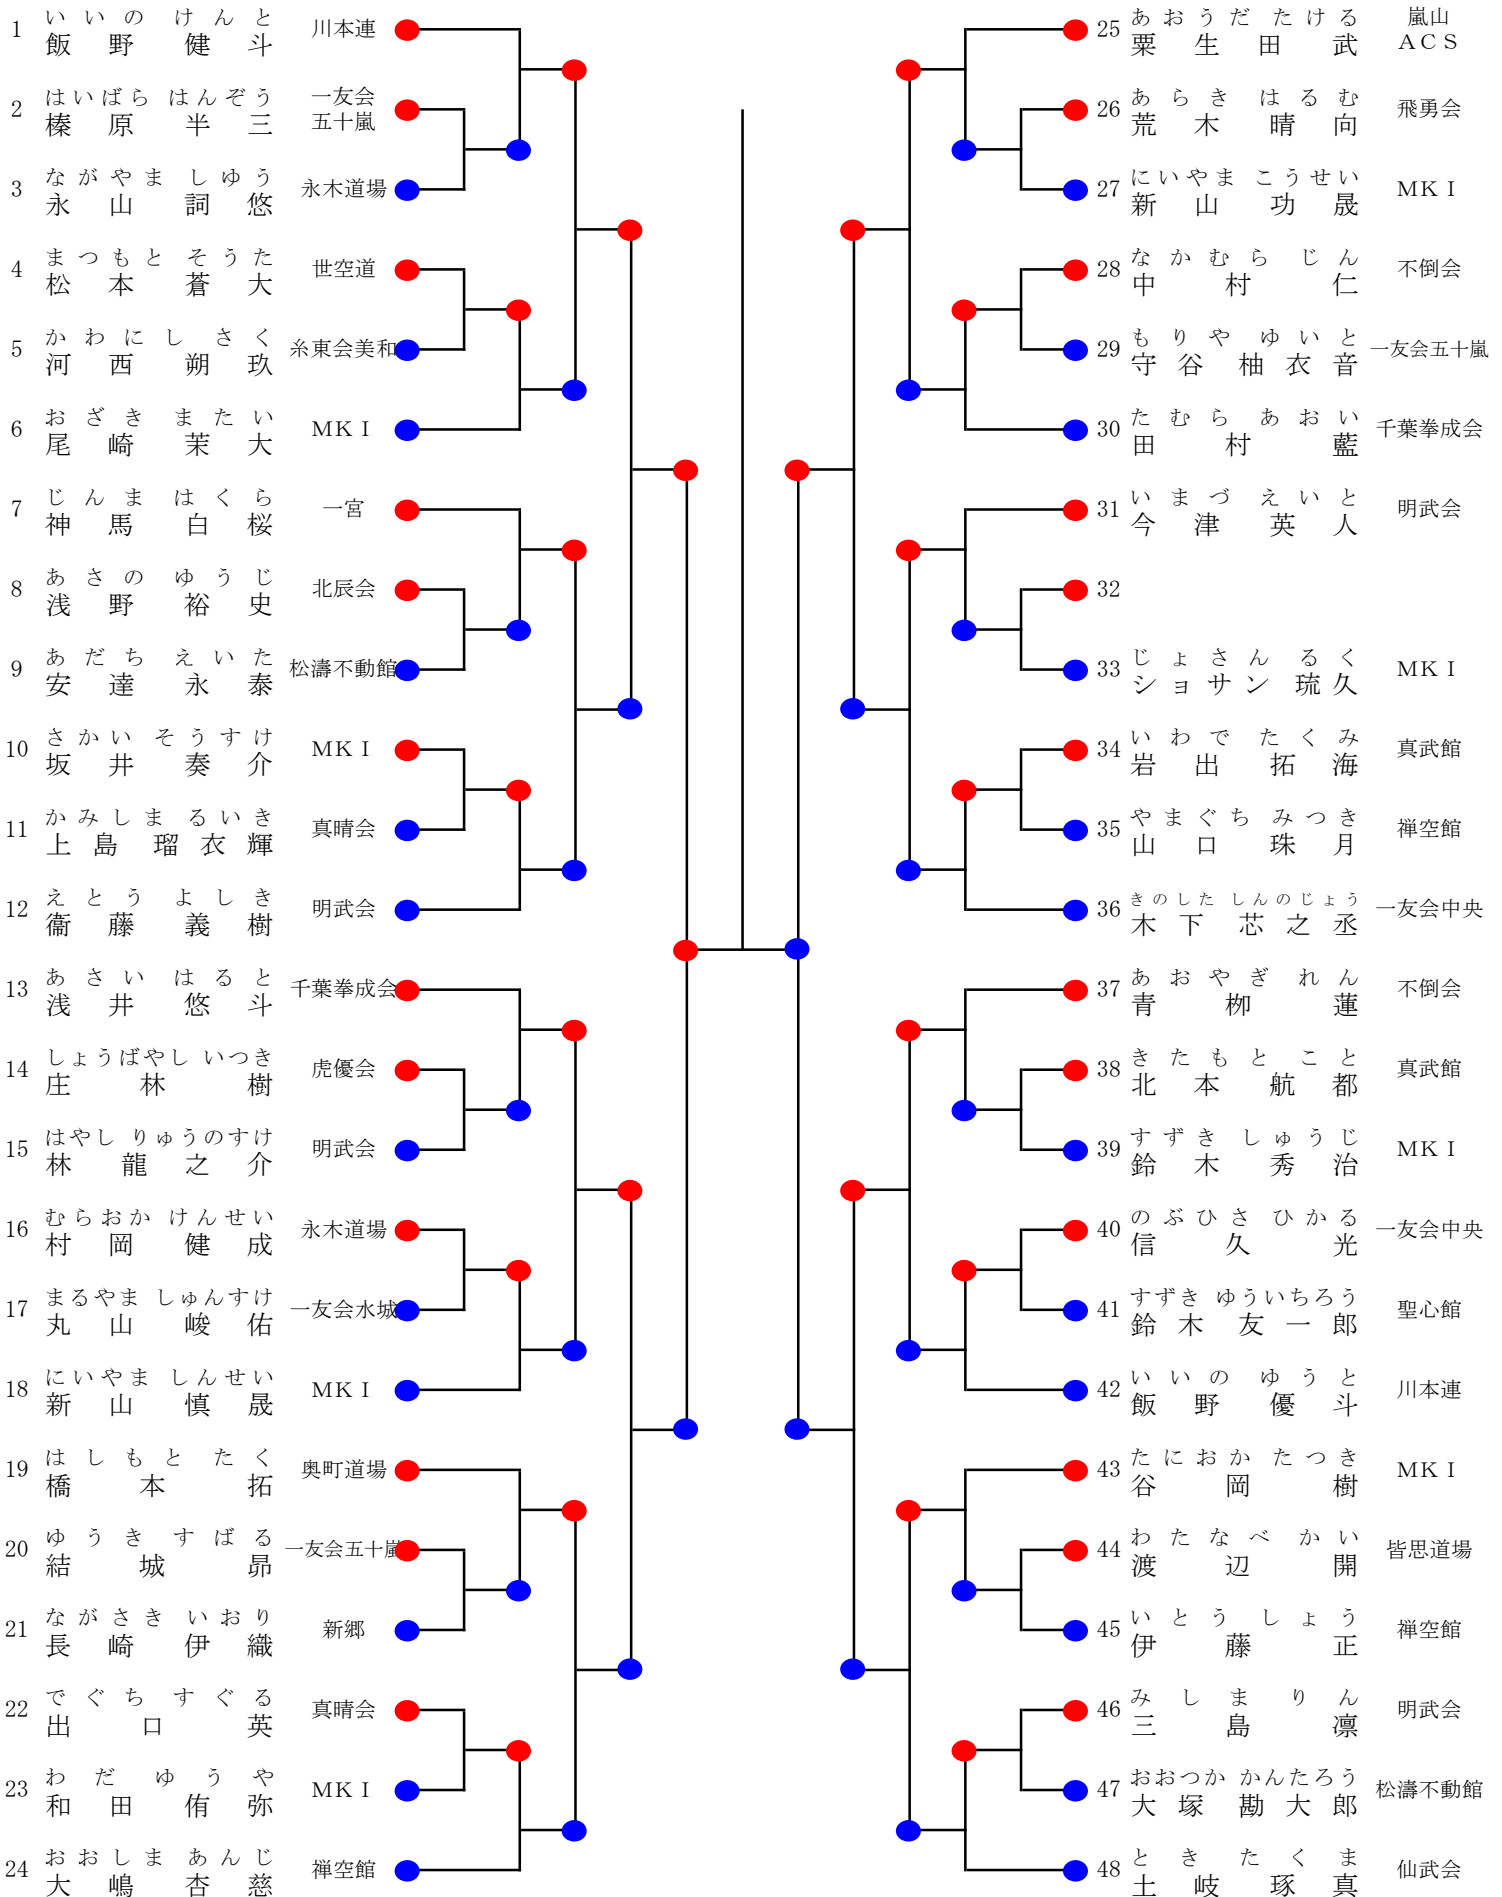 いいの けんと
1 飯野 健斗 川本連
はいばら はんぞう
2 榛原 半三 一友会
五十嵐
ながやま しゆう
3 永山 詞悠 永木道場
まつもと そうた
4 松本 蒼大 世空道
かわにし さく
5 河西 朔玖 糸東会美和
おざき またい
6 尾崎 茉大 MKI
じんま はくら
7 神馬 白桜 一宮
あさの ゆうじ
8 浅野 裕史 北辰会
あだち えいた
9 安達 永泰 松濤不動館
さかい そうすけ
10 坂井 奏介 MKI
かみしま るいき
11 上島 瑠衣輝 真晴会
えとう よしき
12 衞藤 義樹 明武会
あさい はると
13 浅井 悠斗 千葉拳成会
しょうばやし いつき
14 庄林 樹 虎優会
はやし りゅうのすけ
15 林 龍之介 明武会
むらおか けんせい
16 村岡 健成 永木道場
まるやま しゅんすけ
17 丸山 峻佑 一友会水城
にいやま しんせい
18 新山 慎晟 MKI
はしもと たく
19 橋本 拓 奥町道場
ゆうき すばる
20 結城 昴 一友会五十嵐
ながさき いおり
21 長崎 伊織 新郷
でぐち すぐる
22 出口 英 真晴会
わだ ゆうや
23 和田 侑弥 MKI
おおしま あんじ
24 大嶋 杏慈 禅空館
あおうだ たける
25 粟生田 武 嵐山
ACS
あらき はるむ
26 荒木 晴向 飛勇会
にいやま こうせい
27 新山 功晟 MKI
なかむら じん
28 中村 仁 不倒会
もりや ゆいと
29 守谷 柚衣音 一友会五十嵐
たむら あおい
30 田村 藍 千葉拳成会
いまづ えいと
31 今津 英人 明武会
32
じょさん るく
33 ジョサン 琉久 MKI
いわで たくみ
34 岩出 拓海 真武館
やまぐち みつき
35 山口 珠月 禅空館
きのした しんのじょう
36 木下 芯之丞 一友会中央
あおやぎ れん
37 青栁 蓮 不倒会
きたもと こと
38 北本 航都 真武館
すずき しゅうじ
39 鈴木 秀治 MKI
のぶひさ ひかる
40 信久 光 一友会中央
すずき ゆういちろう
41 鈴木 友一郎 聖心館
いいの ゆうと
42 飯野 優斗 川本連
たにおか たつき
43 谷岡 樹 MKI
わたなべ かい
44 渡辺 開 皆思道場
いとう しょう
45 伊藤 正 禅空館
みしま りん
46 三島 凛 明武会
おおつか かんたろう
47 大塚 勘大郎 松濤不動館
とき たくま
48 土岐 琢真 仙武会